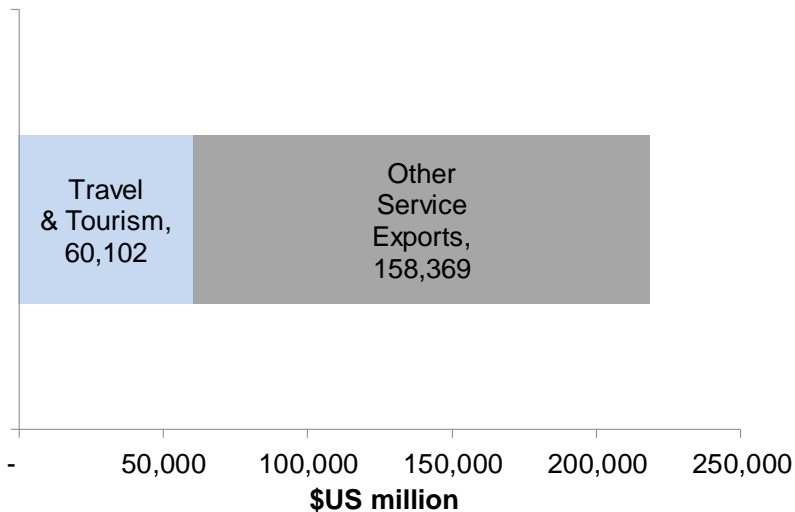 Travel
& Tourism,
60,102
Other
Service
Exports,
158,369
- 50,000 100,000 150,000 200,000 250,000
$US million